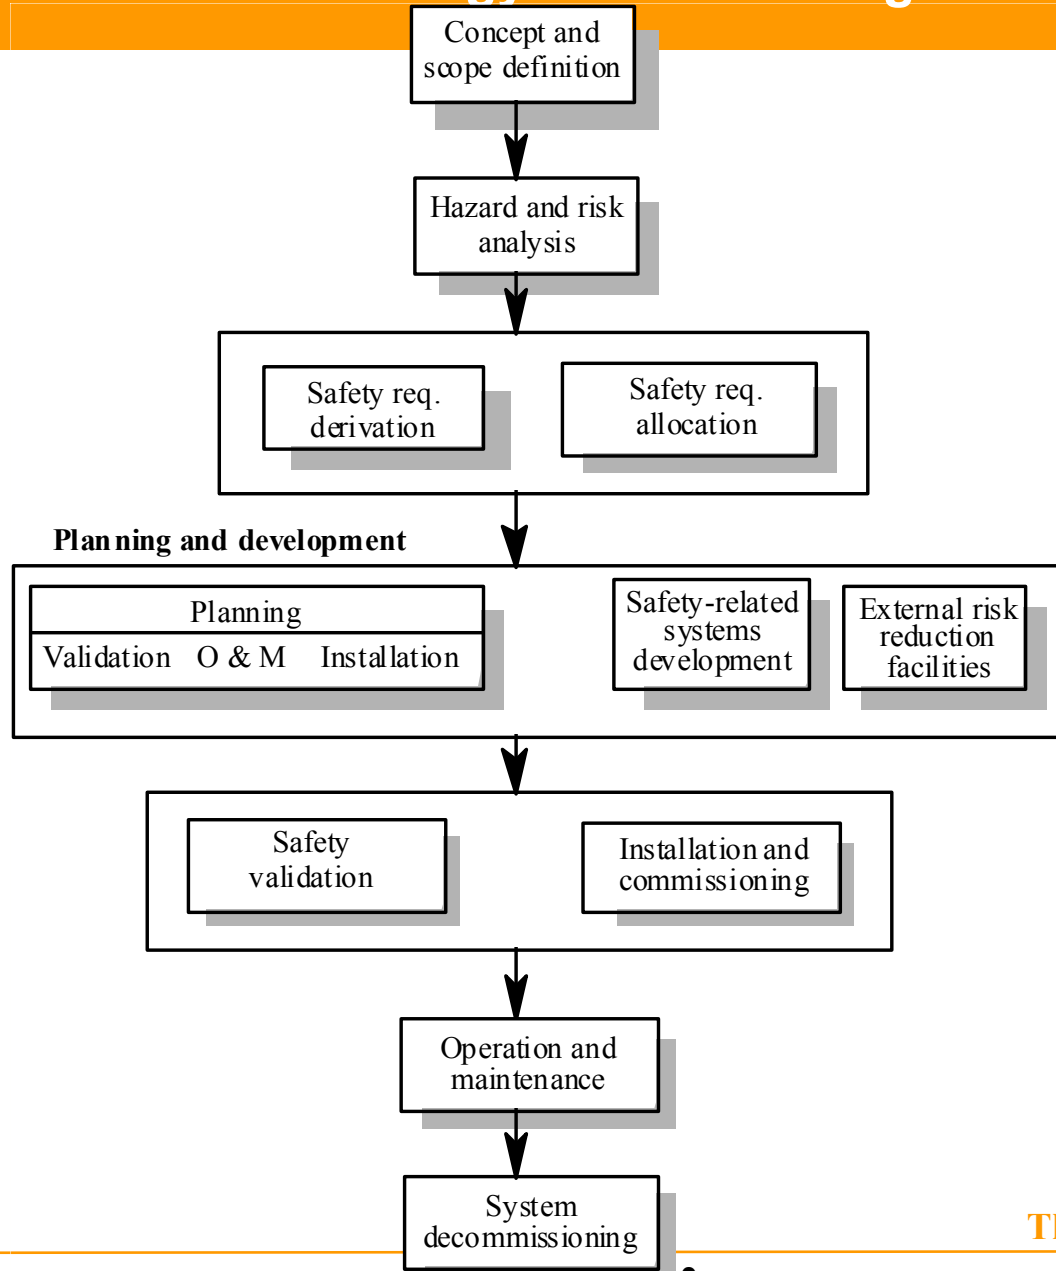 Concept and
scope definition
Hazard and risk
analysis
Safety req.
derivation
Safety req.
allocation
Planning and development
Planning
Validation O & M Installation
Safety-related
systems
development
External risk
reduction
facilities
Safety
validation
Installation and
commissioning
Operation and
maintenance
System
decommissioning